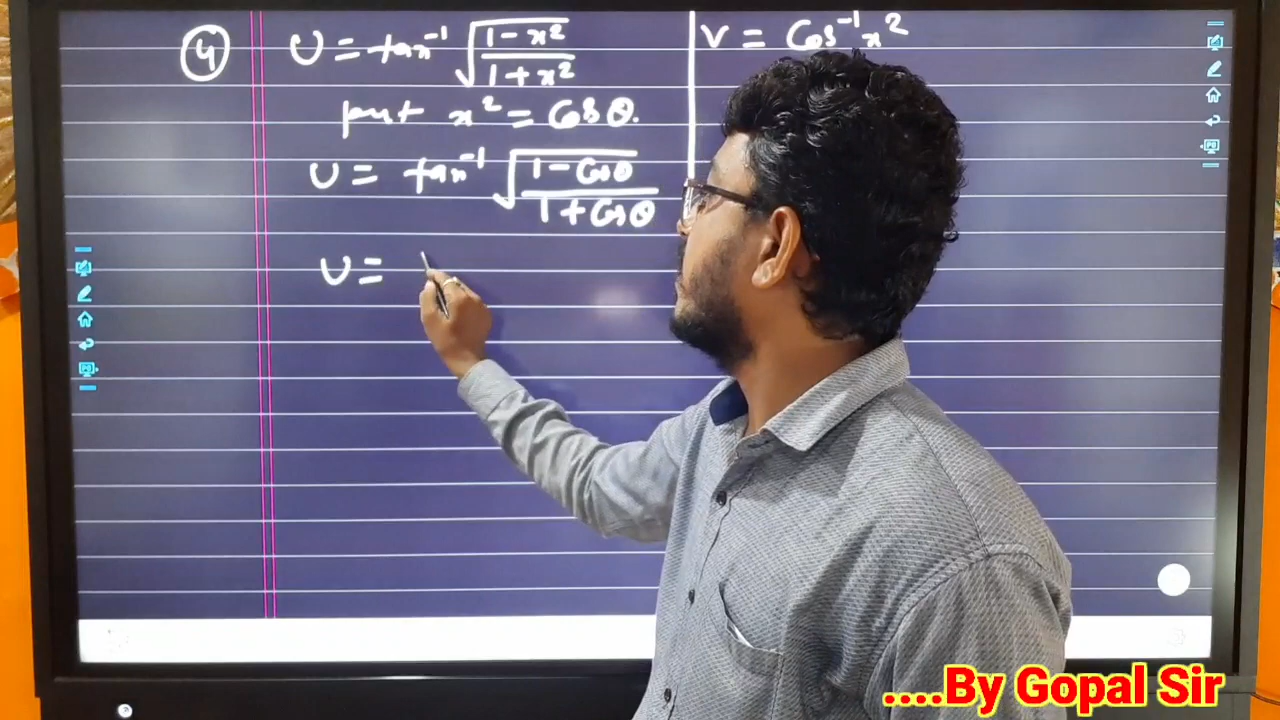 ④ U = tan⁻¹ √(1 - x² / 1 + x²)
put x² = Cos θ.
U = tan⁻¹ √(1 - Cos θ / 1 + Cos θ)
U =
V = Cos⁻¹ x²
....By Gopal Sir